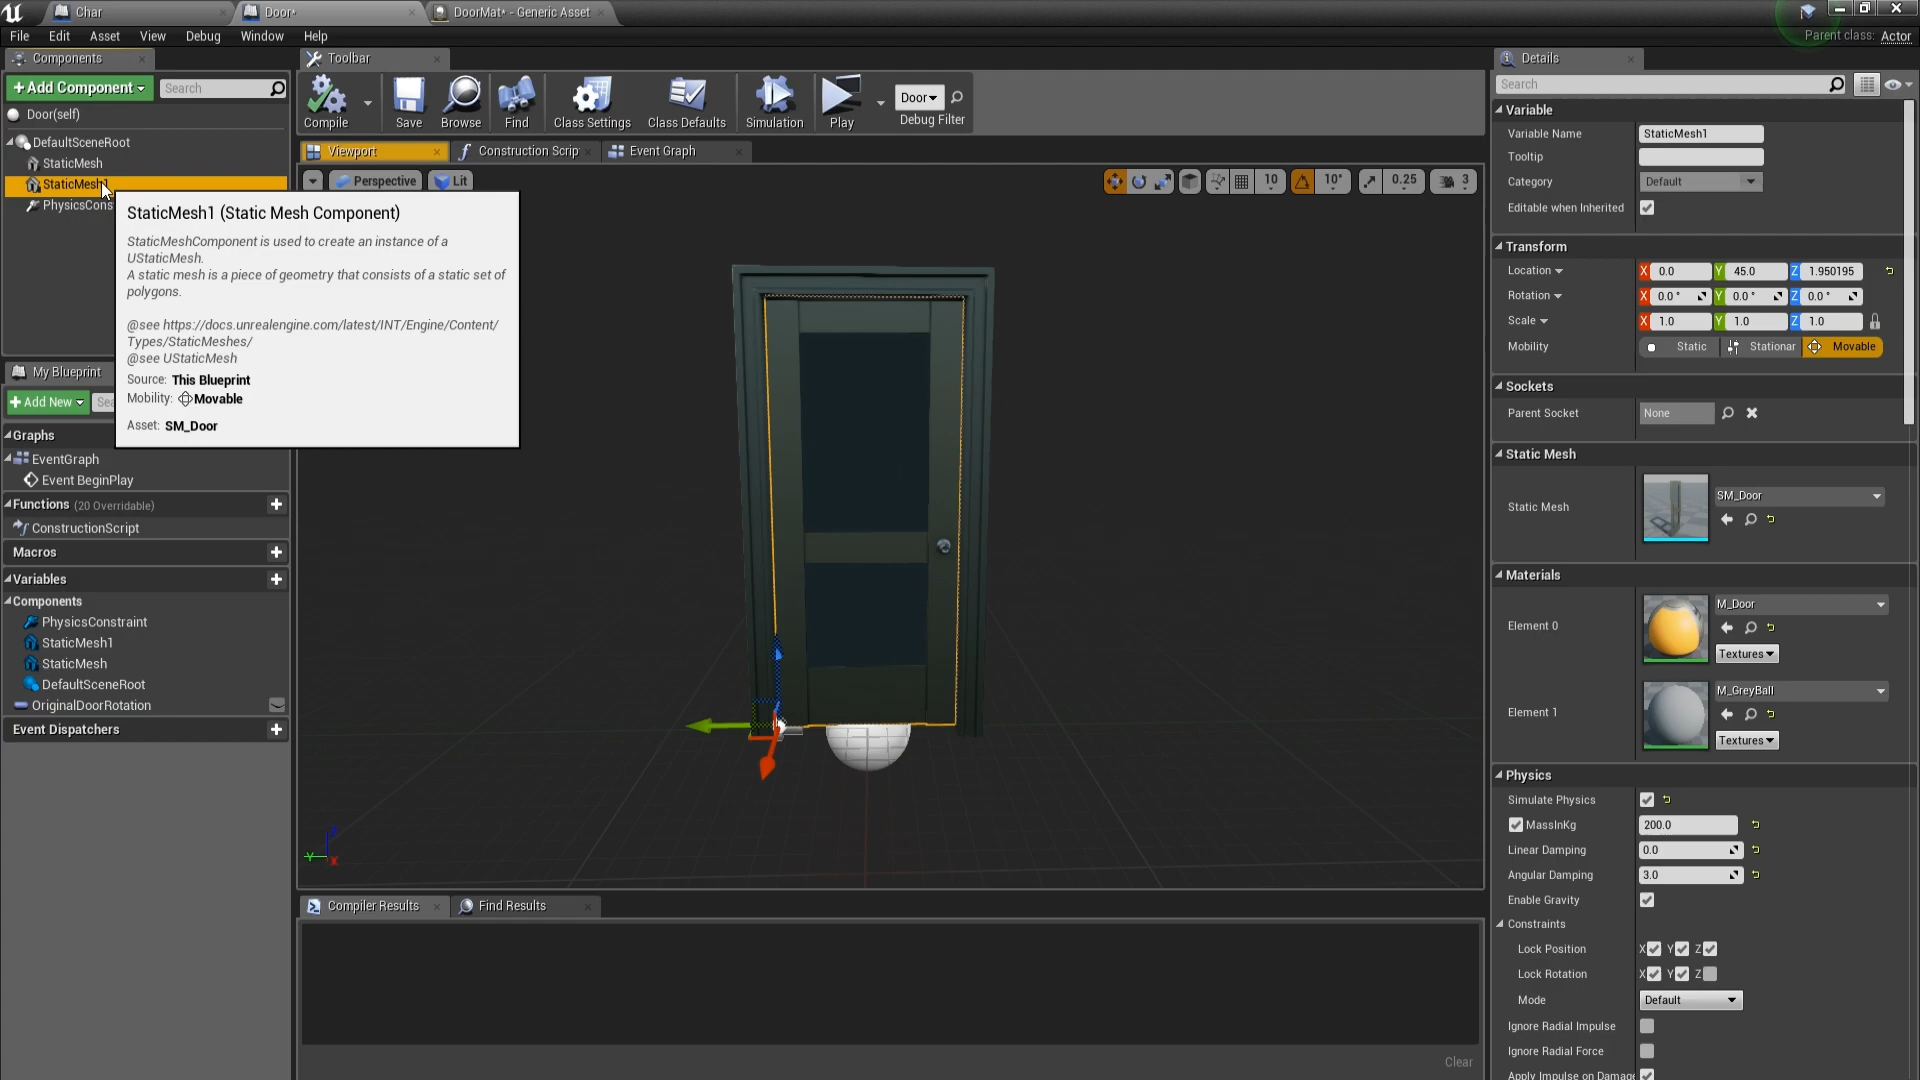 Char
Door*
DoorMat* - Generic Asset
File
Edit
Asset
View
Debug
Window
Help
Parent class: Actor
Components
+Add Component
Search
Door(self)
DefaultSceneRoot
StaticMesh
StaticMesh1
PhysicsCons
StaticMesh1 (Static Mesh Component)
StaticMeshComponent is used to create an instance of a
UStaticMesh.
A static mesh is a piece of geometry that consists of a static set of
polygons.
@see https://docs.unrealengine.com/latest/INT/Engine/Content/
Types/StaticMeshes/
@see UStaticMesh
Source: This Blueprint
Mobility: Movable
Asset: SM_Door
My Blueprint
+Add New
Sea
Graphs
EventGraph
Event BeginPlay
Functions (20 Overridable)
ConstructionScript
Macros
Variables
Components
PhysicsConstraint
StaticMesh1
StaticMesh
DefaultSceneRoot
OriginalDoorRotation
Event Dispatchers
Toolbar
Compile
Save
Browse
Find
Class Settings
Class Defaults
Simulation
Play
Door
Debug Filter
Viewport
Construction Scrip
Event Graph
Perspective
Lit
10
10°
0.25
3
Y
X
Z
Compiler Results
Find Results
Clear
Details
Search
Variable
Variable Name
StaticMesh1
Tooltip
Category
Default
Editable when Inherited
Transform
Location
X 0.0
Y 45.0
Z 1.950195
Rotation
X 0.0 °
Y 0.0 °
Z 0.0 °
Scale
X 1.0
Y 1.0
Z 1.0
Mobility
Static
Stationar
Movable
Sockets
Parent Socket
None
Static Mesh
Static Mesh
SM_Door
Materials
Element 0
M_Door
Textures
Element 1
M_GreyBall
Textures
Physics
Simulate Physics
MassInKg
200.0
Linear Damping
0.0
Angular Damping
3.0
Enable Gravity
Constraints
Lock Position
X Y Z
Lock Rotation
X Y Z
Mode
Default
Ignore Radial Impulse
Ignore Radial Force
Apply Impulse on Damage